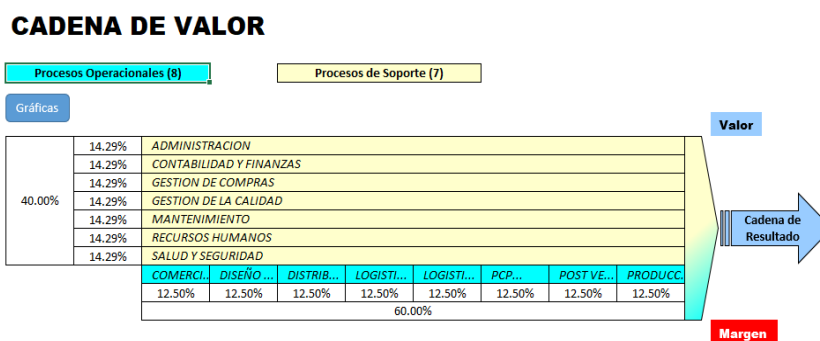 CADENA DE VALOR
Procesos Operacionales (8) Procesos de Soporte (7)
Gráficas
Valor
14.29% ADMINISTRACION
14.29% CONTABILIDAD Y FINANZAS
14.29% GESTION DE COMPRAS
40.00% 14.29% GESTION DE LA CALIDAD
14.29% MANTENIMIENTO
14.29% RECURSOS HUMANOS
14.29% SALUD Y SEGURIDAD
Cadena de
Resultado
COMERCI... DISEÑO ... DISTRIB... LOGISTI... LOGISTI... PCP... POST VE... PRODUCC.
12.50% 12.50% 12.50% 12.50% 12.50% 12.50% 12.50% 12.50%
60.00%
Margen